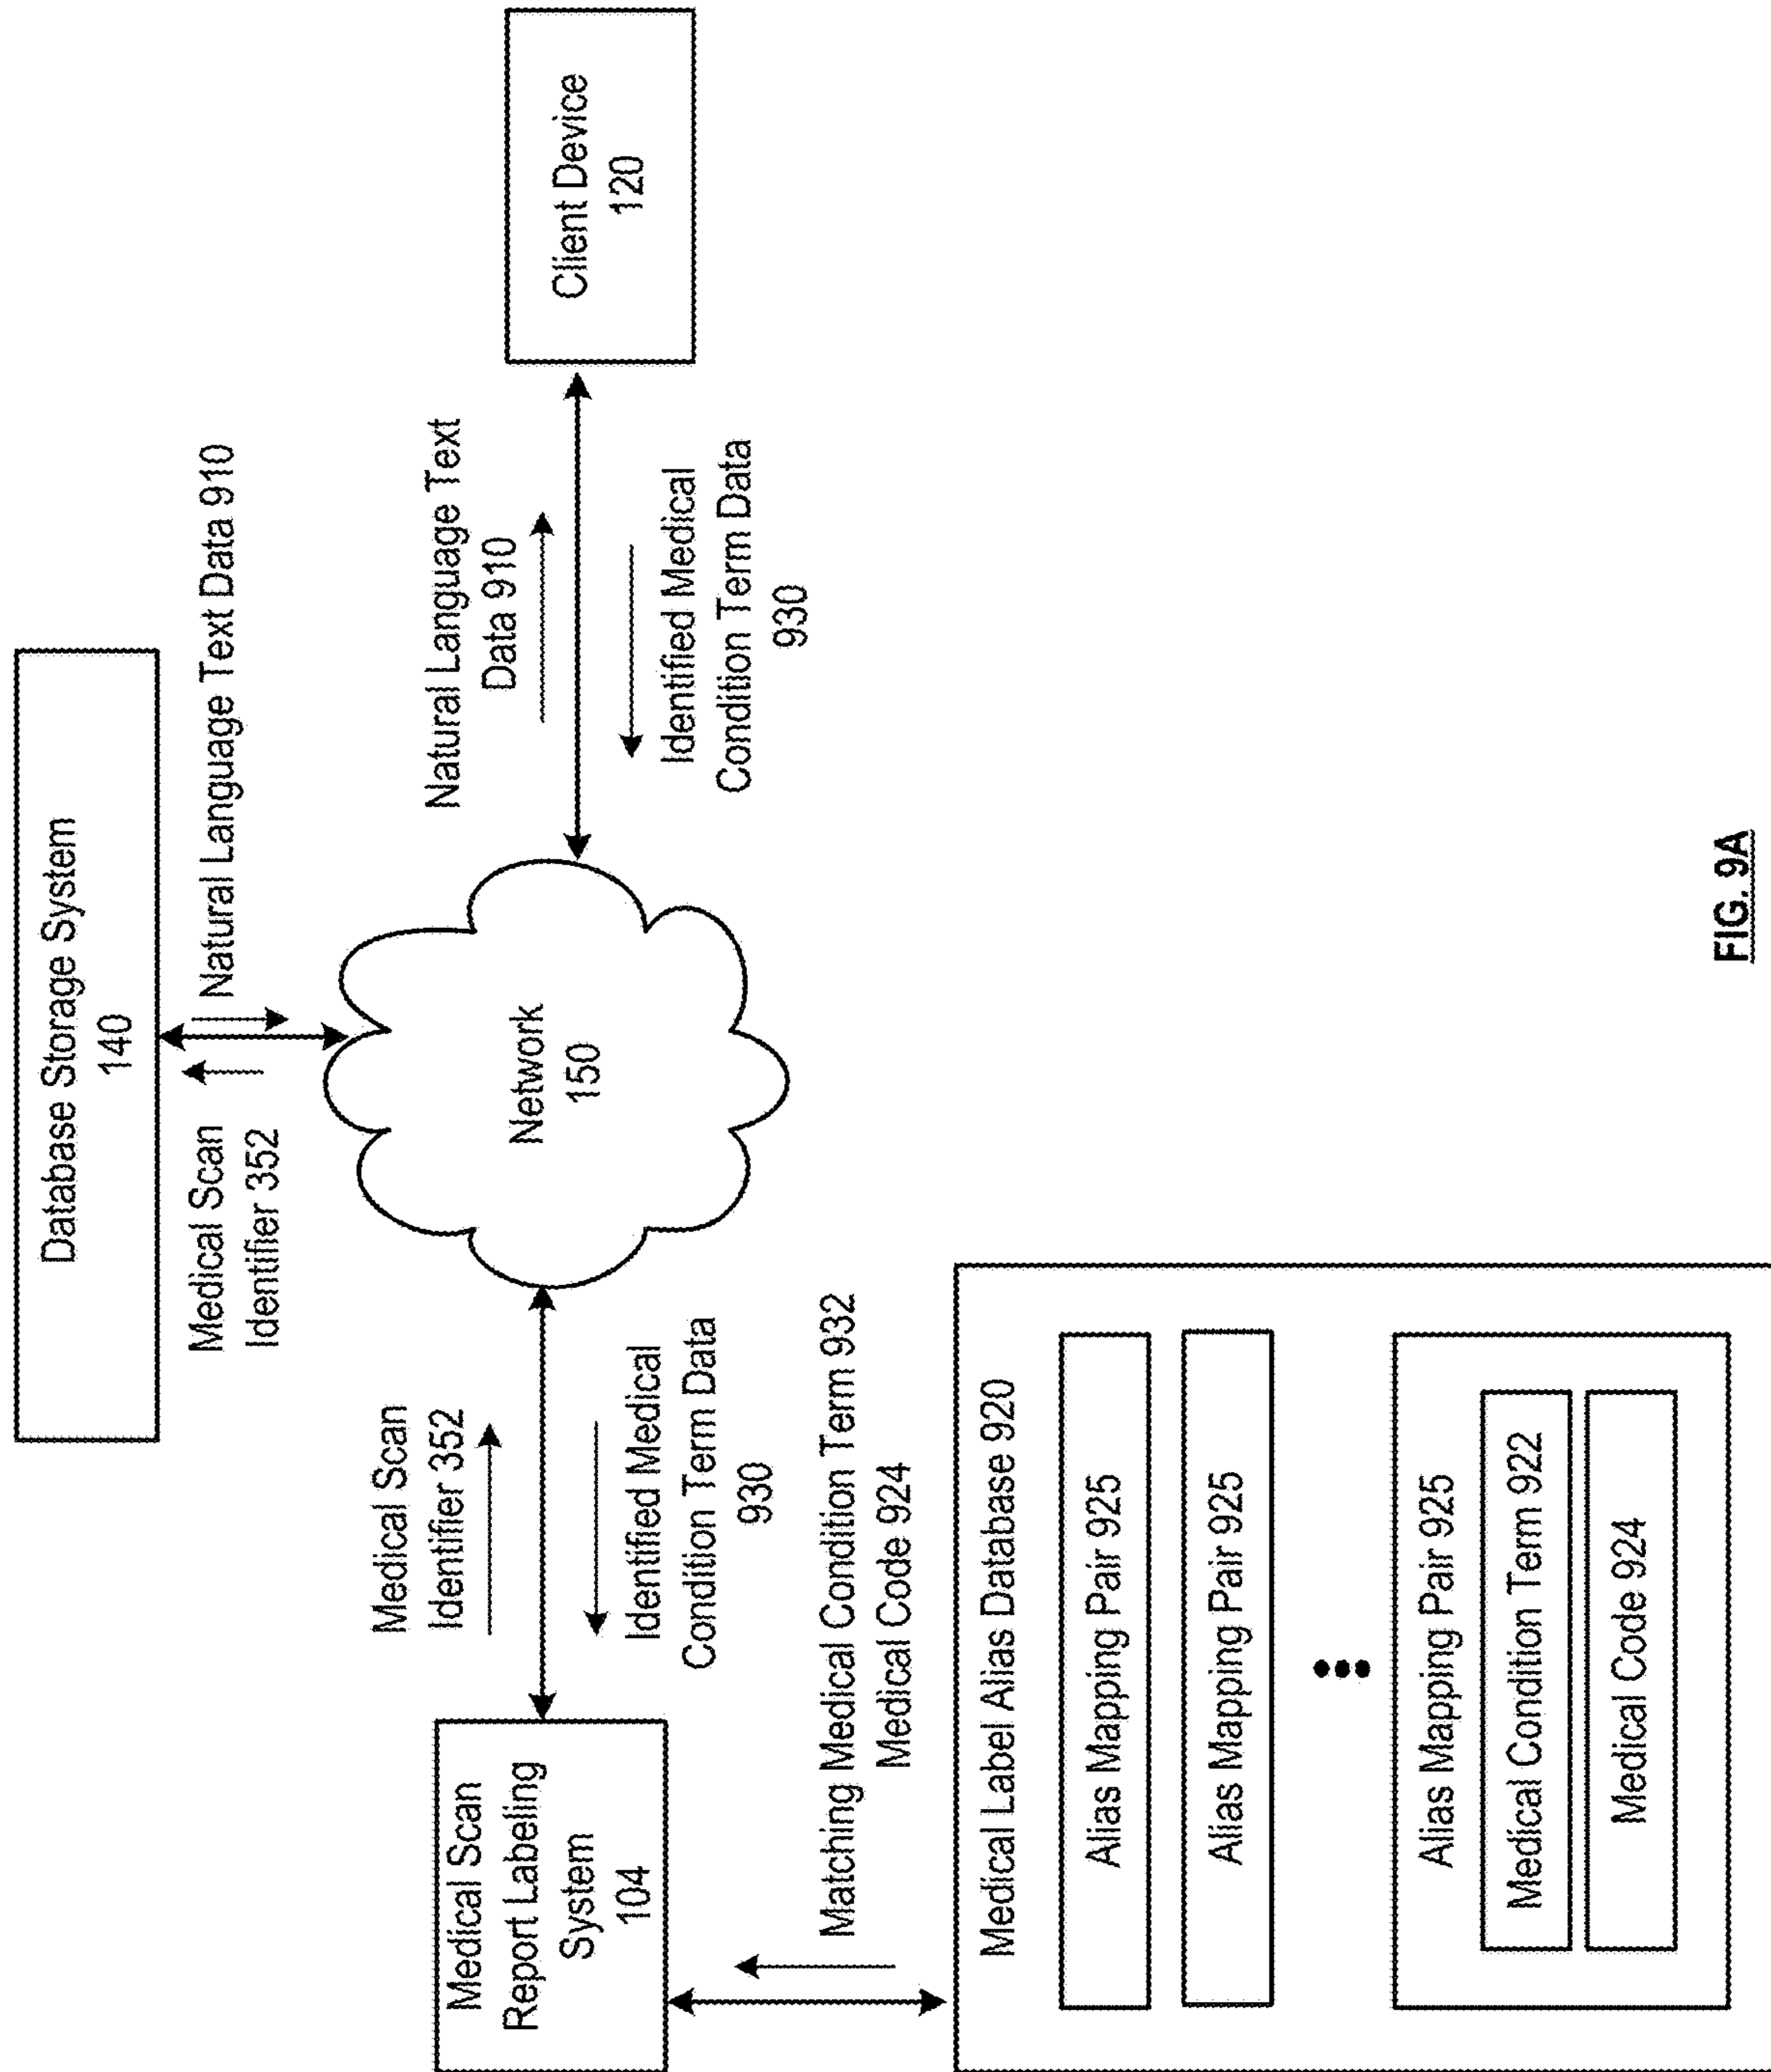 Database Storage System
140
Medical Scan
Identifier 352
Natural Language Text Data 910
Medical Scan
Report Labeling
System
104
Medical Scan
Identifier 352
Identified Medical
Condition Term Data
930
Network
150
Natural Language Text
Data 910
Identified Medical
Condition Term Data
930
Client Device
120
Matching Medical Condition Term 932
Medical Code 924
Medical Label Alias Database 920
Alias Mapping Pair 925
Alias Mapping Pair 925
Alias Mapping Pair 925
Medical Condition Term 922
Medical Code 924
FIG. 9A